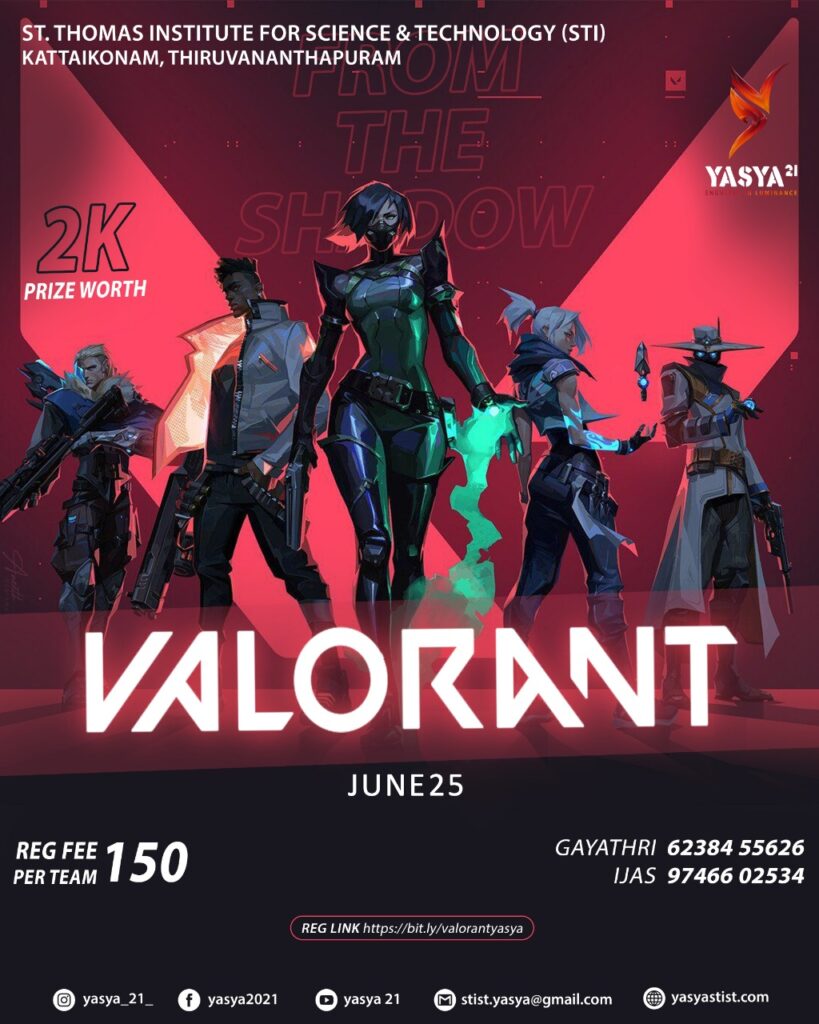 ST. THOMAS INSTITUTE FOR SCIENCE & TECHNOLOGY (STI)
KATTAIKONAM, THIRUVANANTHAPURAM
FROM
THE
SHADOW
YASYA 21
2K
PRIZE WORTH
VALORANT
JUNE25
REG FEE
PER TEAM 150
GAYATHRI 62384 55626
IJAS 97466 02534
REG LINK https://bit.ly/valorantyasya
yasya_21_
yasya2021
yasya 21
stist.yasya@gmail.com
yasyastist.com